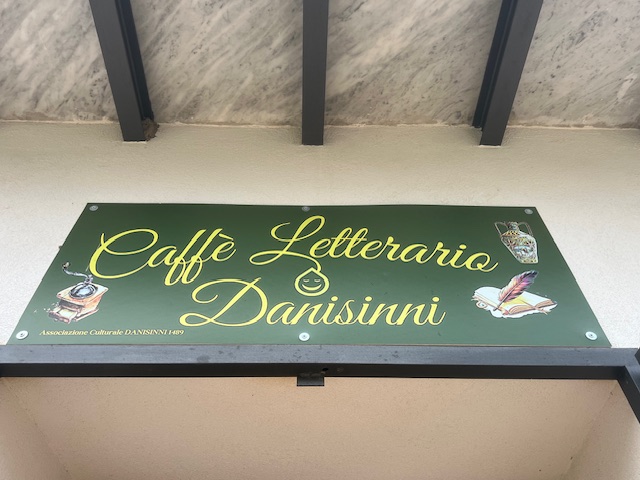 Caffè Letterario
Danisinni
Associazione Culturale DANISINNI 1489